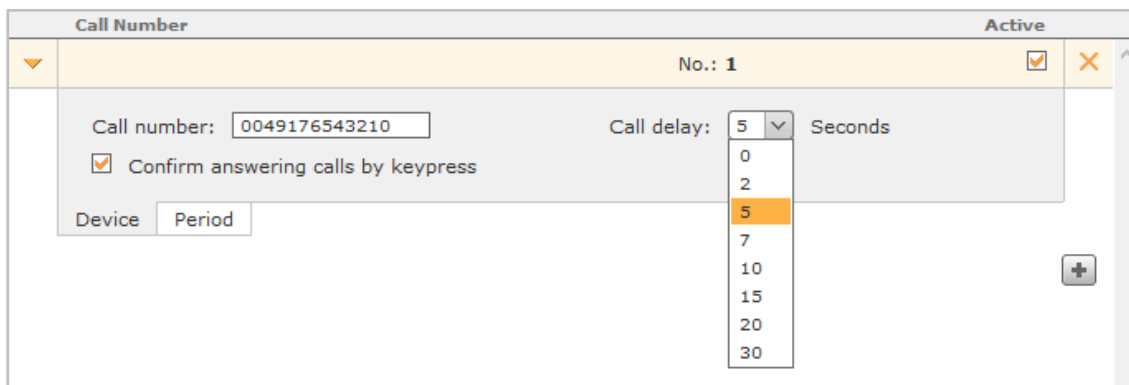 Call Number Active
No.: 1
Call number: 0049176543210 Call delay: 5 Seconds
Confirm answering calls by keypress
0
2
5
7
10
15
20
30
Device Period